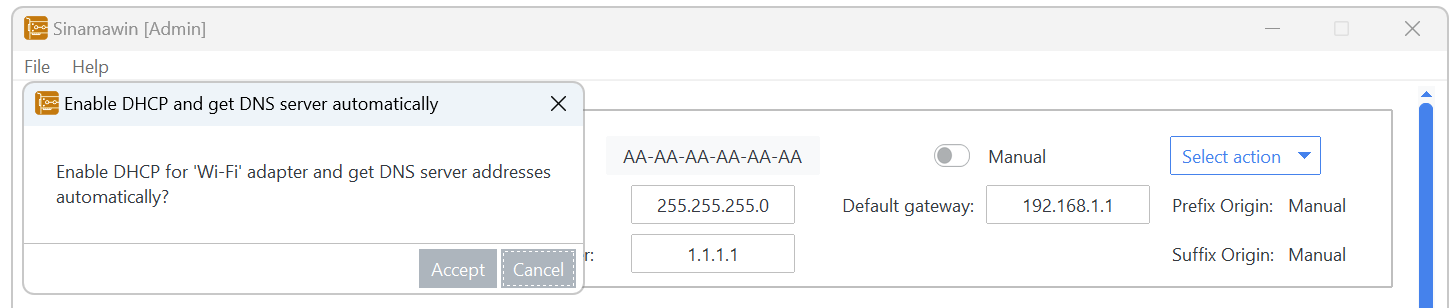 Sinamawin [Admin]
File Help
Enable DHCP and get DNS server automatically
Enable DHCP for 'Wi-Fi' adapter and get DNS server addresses
automatically?
Accept Cancel
AA-AA-AA-AA-AA-AA Manual Select action
255.255.255.0 Default gateway: 192.168.1.1 Prefix Origin: Manual
r: 1.1.1.1 Suffix Origin: Manual